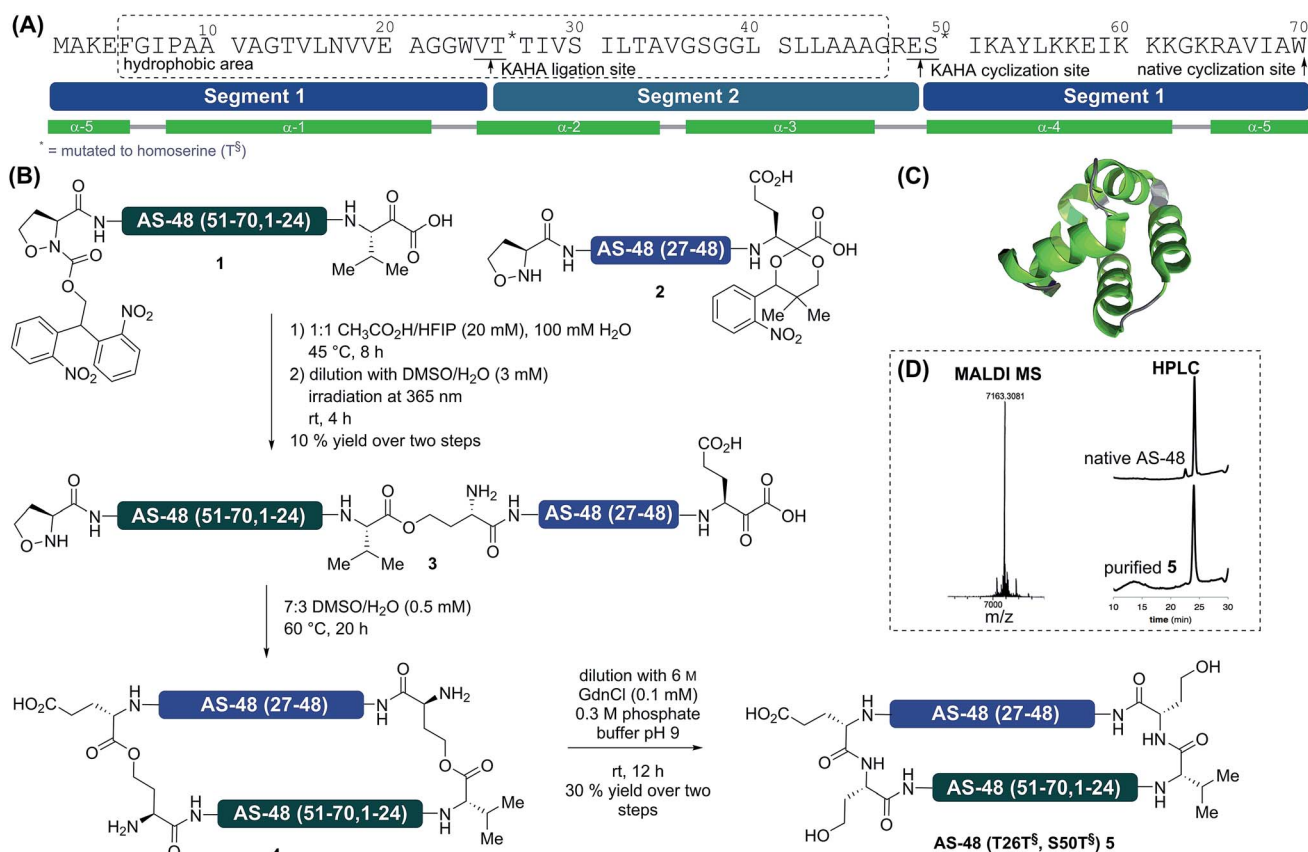 (A)
10 20 30 40 50 60 70
MAKEFGIPAA VAGTVLNVVE AGGWVT*TIVS ILTAVGSGGL SLLAAAGRES* IKAYLKKEIK KKGKRAVIAW
hydrophobic area KAHA ligation site KAHA cyclization site native cyclization site
Segment 1 Segment 2 Segment 1
α-5 α-1 α-2 α-3 α-4 α-5
* = mutated to homoserine (T§)
(B)
O
N
H
AS-48 (51-70,1-24)
H
N
O
OH
O
O
N
O
O
Me Me
1
NO2
NO2
CO2H
O
N
H
AS-48 (27-48)
H
N
O
OH
O NH
O O
2
Me Me
NO2
1) 1:1 CH3CO2H/HFIP (20 mM), 100 mM H2O
45 °C, 8 h
2) dilution with DMSO/H2O (3 mM)
irradiation at 365 nm
rt, 4 h
10 % yield over two steps
(C)
(D)
MALDI MS
7163.3081
7000
m/z
HPLC
native AS-48
purified 5
10 15 20 25 30
time (min)
CO2H
O
N
H
AS-48 (51-70,1-24)
H
N
O
O
NH2
N
H
O
AS-48 (27-48)
N
H
O
OH
O
O NH
Me Me
3
7:3 DMSO/H2O (0.5 mM)
60 °C, 20 h
HO2C
H
N
AS-48 (27-48)
N
H
O
NH2
O
O
O
O
H2N
O
N
H
AS-48 (51-70,1-24)
N
H
Me
Me
dilution with 6 M
GdnCl (0.1 mM)
0.3 M phosphate
buffer pH 9
rt, 12 h
30 % yield over two
steps
HO2C
H
N
AS-48 (27-48)
N
H
O
OH
HN
O
O
NH
HO
O
N
H
AS-48 (51-70,1-24)
N
H
Me
Me
AS-48 (T26T§, S50T§) 5